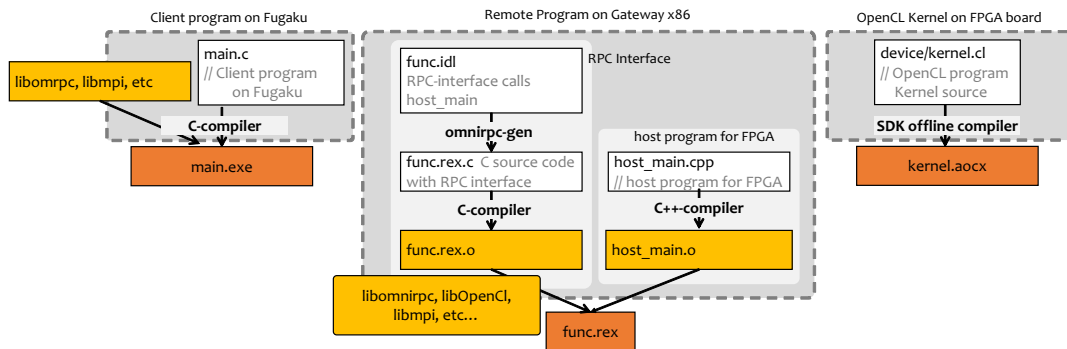 Client program on Fugaku
main.c
// Client program
on Fugaku
libomrpc, libmpi, etc
C-compiler
main.exe
Remote Program on Gateway x86
RPC Interface
func.idl
RPC-interface calls
host_main
omnirpc-gen
func.rex.c C source code
with RPC interface
C-compiler
func.rex.o
libomnirpc, libOpenCl,
libmpi, etc...
host program for FPGA
host_main.cpp
// host program for FPGA
C++-compiler
host_main.o
func.rex
OpenCL Kernel on FPGA board
device/kernel.cl
// OpenCL program
Kernel source
SDK offline compiler
kernel.aocx